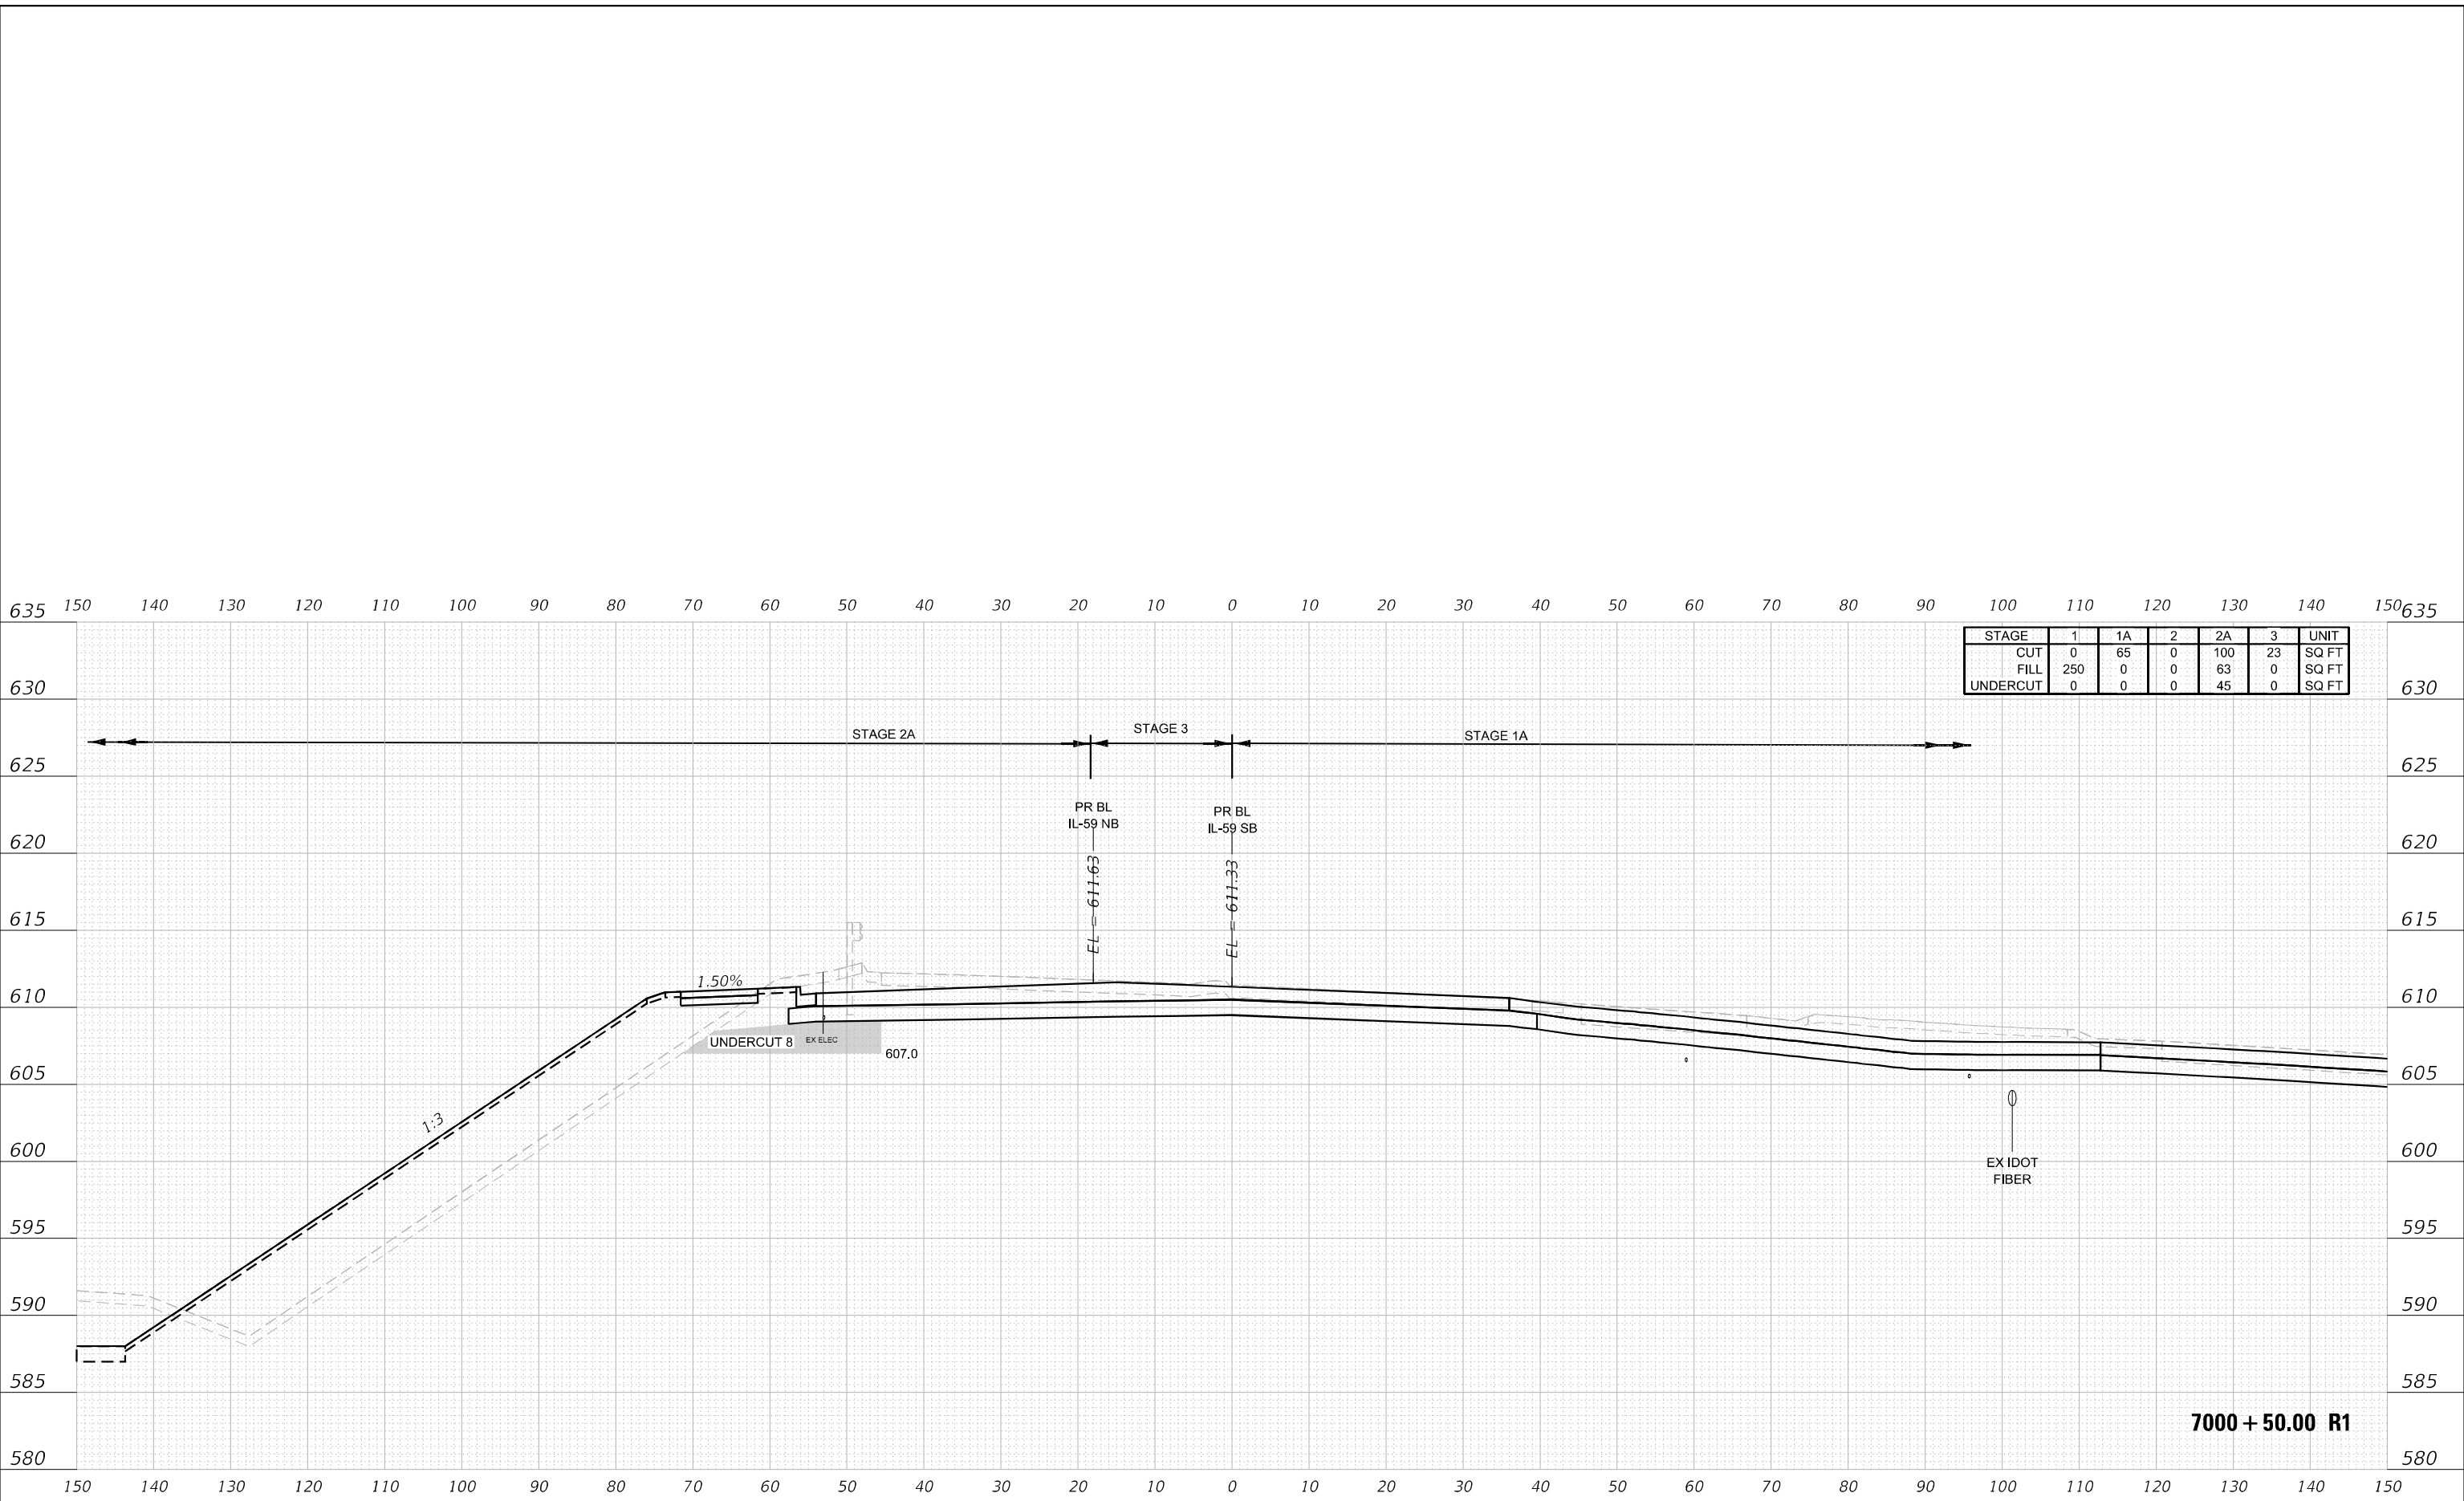 635 150 140 130 120 110 100 90 80 70 60 50 40 30 20 10 0 10 20 30 40 50 60 70 80 90 100 110 120 130 140 150 635
STAGE 1 1A 2 2A 3 UNIT
CUT 0 65 0 100 23 SQ FT
FILL 250 0 0 63 0 SQ FT
UNDERCUT 0 0 0 45 0 SQ FT
630 630
STAGE 2A STAGE 3 STAGE 1A
625 625
PR BL
IL-59 NB
PR BL
IL-59 SB
620 620
EL = 611.63
EL = 611.33
615 615
1.50%
610 610
UNDERCUT 8 EX ELEC
607.0
605 605
1:3
600 600
EX IDOT
FIBER
595 595
590 590
585 585
7000+50.00 R1
580 580
150 140 130 120 110 100 90 80 70 60 50 40 30 20 10 0 10 20 30 40 50 60 70 80 90 100 110 120 130 140 150